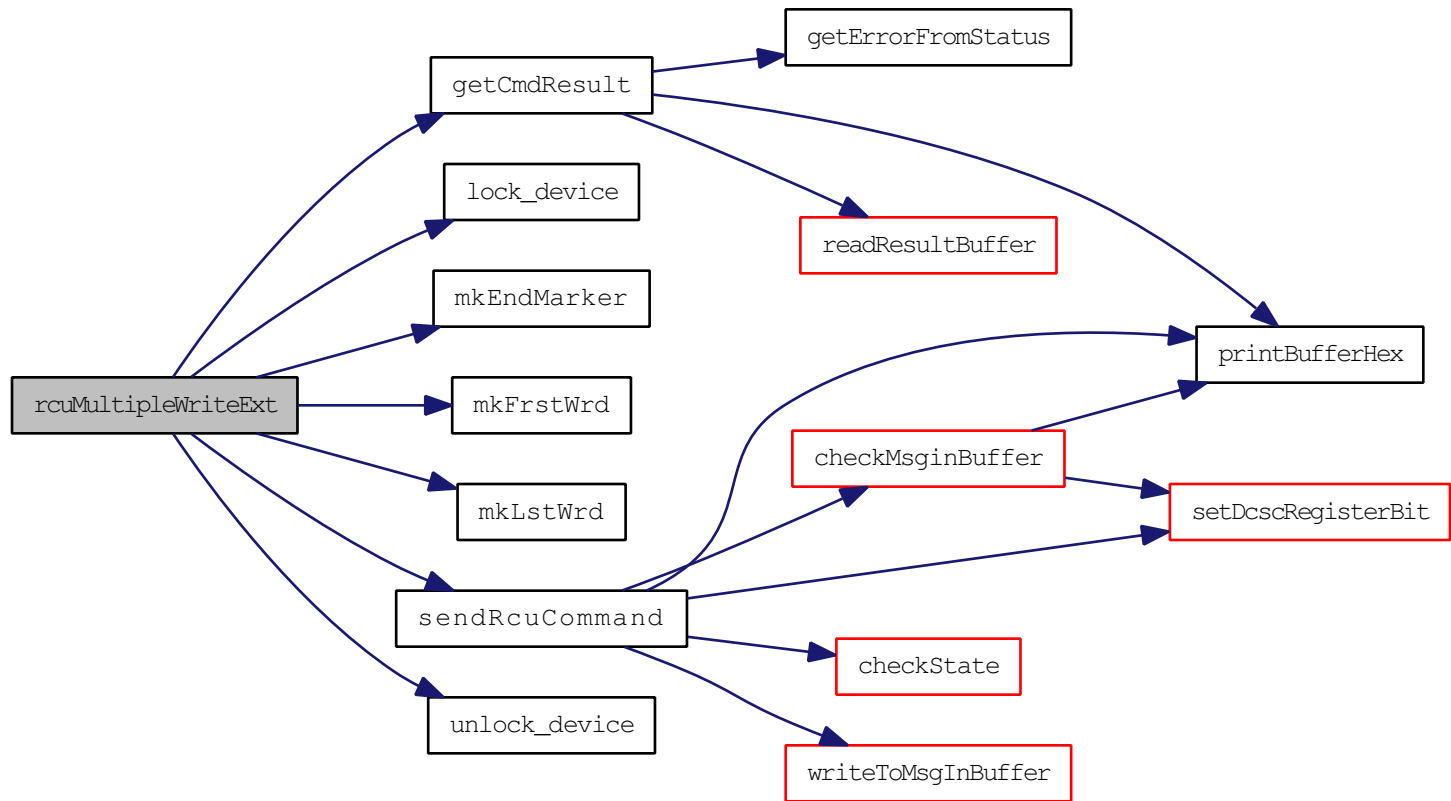 getErrorFromStatus
getCmdResult
lock_device
readResultBuffer
mkEndMarker
printBufferHex
rcuMultipleWriteExt
mkFrstWrd
checkMsginBuffer
mkLstWrd
setDcscRegisterBit
sendRcuCommand
checkState
unlock_device
writeToMsgInBuffer